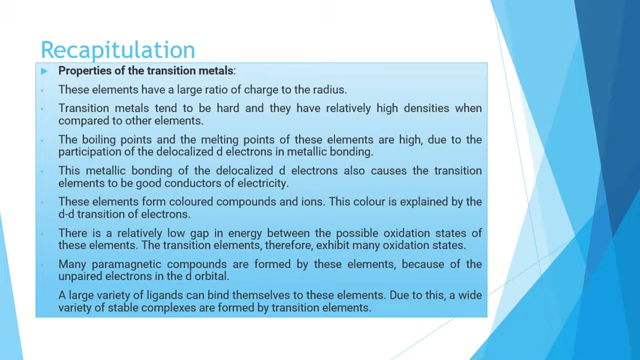 Recapitulation
Properties of the transition metals:
These elements have a large ratio of charge to the radius.
Transition metals tend to be hard and they have relatively high densities when
compared to other elements.
The boiling points and the melting points of these elements are high, due to the
participation of the delocalized d electrons in metallic bonding.
This metallic bonding of the delocalized d electrons also causes the transition
elements to be good conductors of electricity.
These elements form coloured compounds and ions. This colour is explained by the
d-d transition of electrons.
There is a relatively low gap in energy between the possible oxidation states of
these elements. The transition elements, therefore, exhibit many oxidation states.
Many paramagnetic compounds are formed by these elements, because of the
unpaired electrons in the d orbital.
A large variety of ligands can bind themselves to these elements. Due to this, a wide
variety of stable complexes are formed by transition elements.